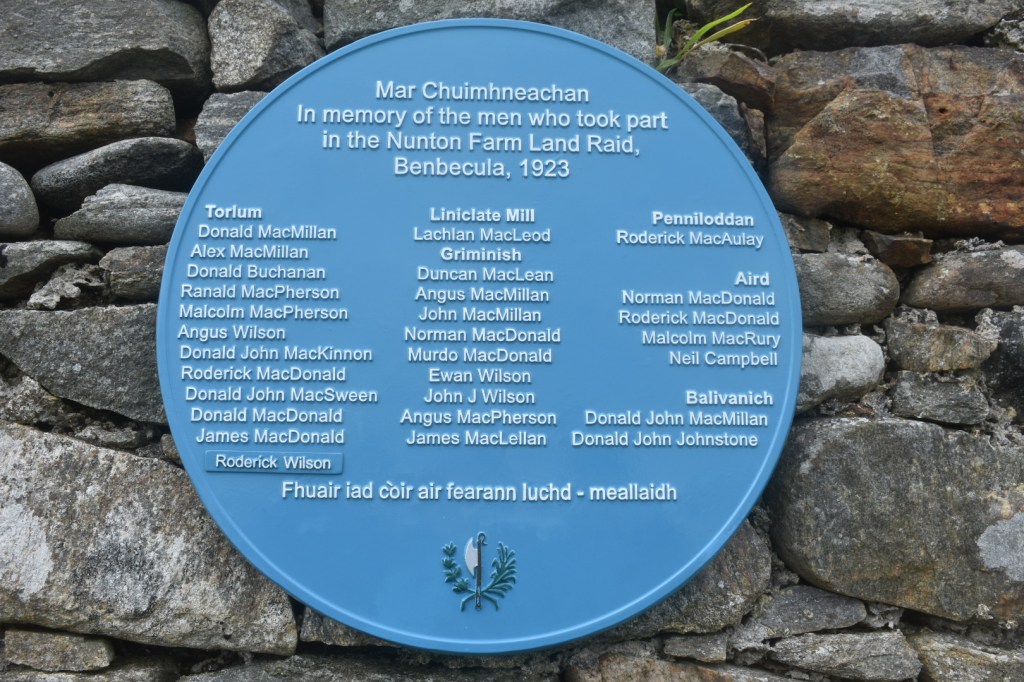 Mar Chuimhneachan
In memory of the men who took part
in the Nunton Farm Land Raid,
Benbecula, 1923
Torlum
Donald MacMillan
Alex MacMillan
Donald Buchanan
Ranald MacPherson
Malcolm MacPherson
Angus Wilson
Donald John MacKinnon
Roderick MacDonald
Donald John MacSween
Donald MacDonald
James MacDonald
Roderick Wilson
Liniclate Mill
Lachlan MacLeod
Griminish
Duncan MacLean
Angus MacMillan
John MacMillan
Norman MacDonald
Murdo MacDonald
Ewan Wilson
John J Wilson
Angus MacPherson
James MacLellan
Penniloddan
Roderick MacAulay
Aird
Norman MacDonald
Roderick MacDonald
Malcolm MacRury
Neil Campbell
Balivanich
Donald John MacMillan
Donald John Johnstone
Fhuair iad còir air fearann luchd - meallaidh